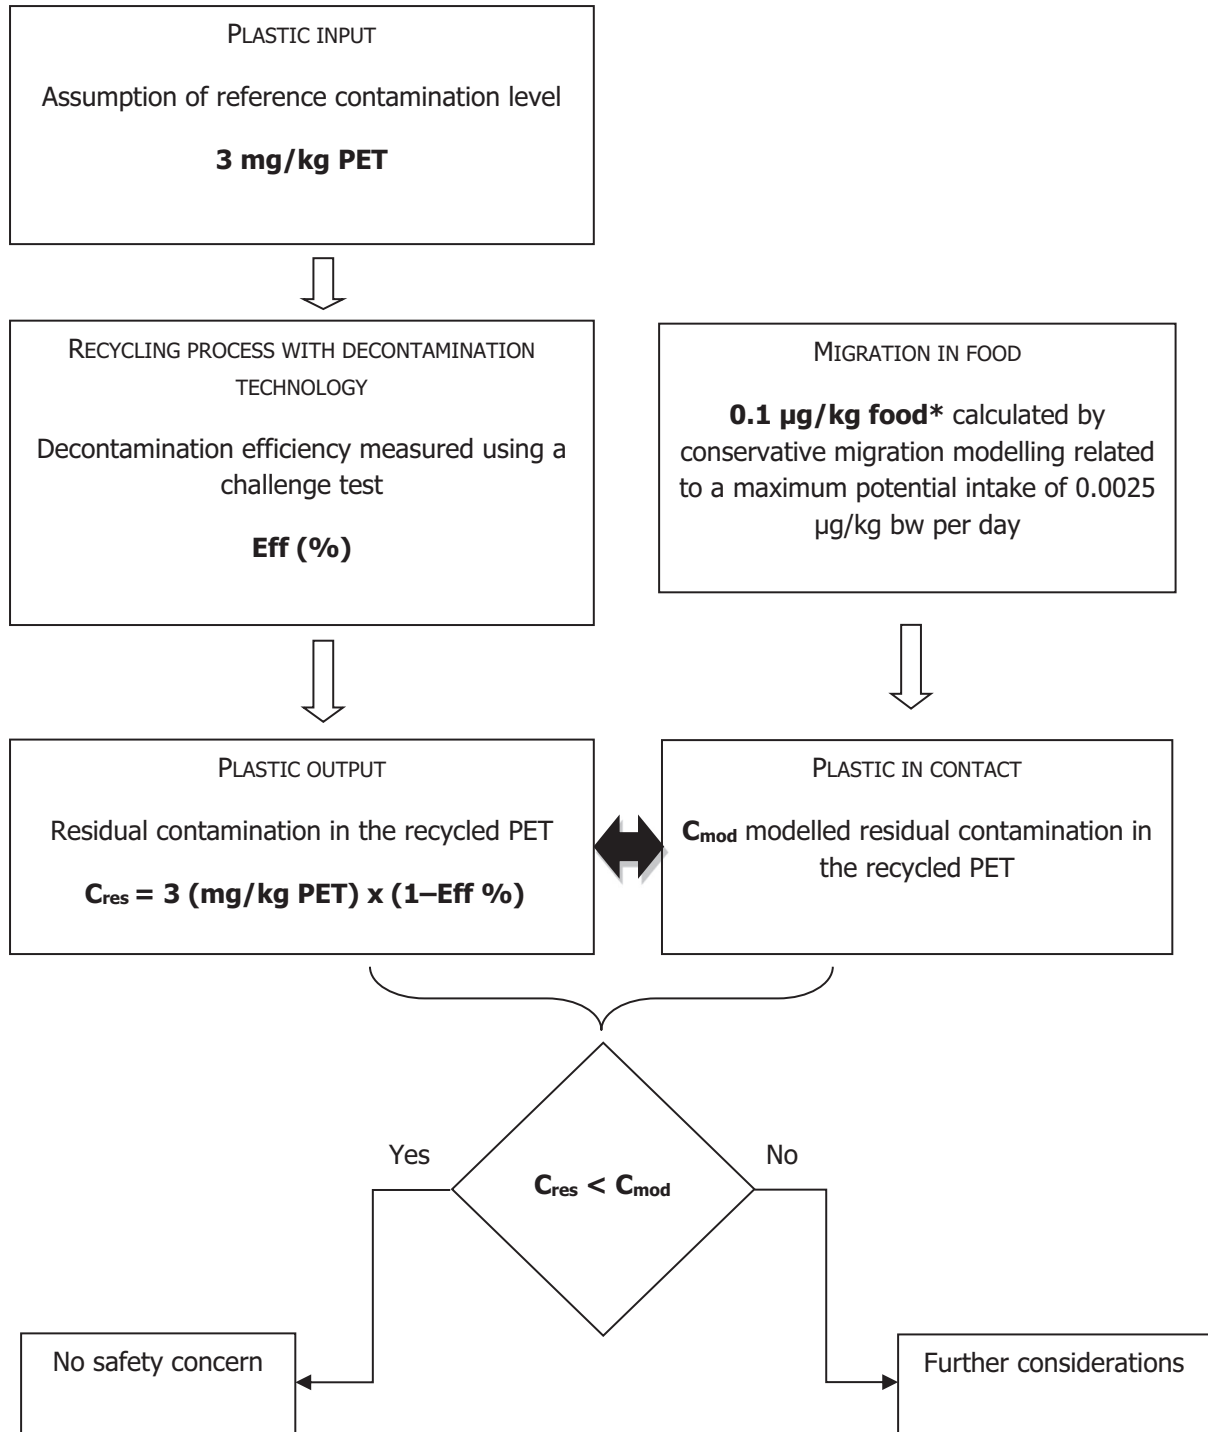 PLASTIC INPUT
Assumption of reference contamination level
3 mg/kg PET
RECYCLING PROCESS WITH DECONTAMINATION
TECHNOLOGY
Decontamination efficiency measured using a
challenge test
Eff (%)
MIGRATION IN FOOD
0.1 µg/kg food* calculated by
conservative migration modelling related
to a maximum potential intake of 0.0025
µg/kg bw per day
PLASTIC OUTPUT
Residual contamination in the recycled PET
Cres = 3 (mg/kg PET) x (1–Eff %)
PLASTIC IN CONTACT
Cmod modelled residual contamination in
the recycled PET
Yes
No
Cres < Cmod
No safety concern
Further considerations